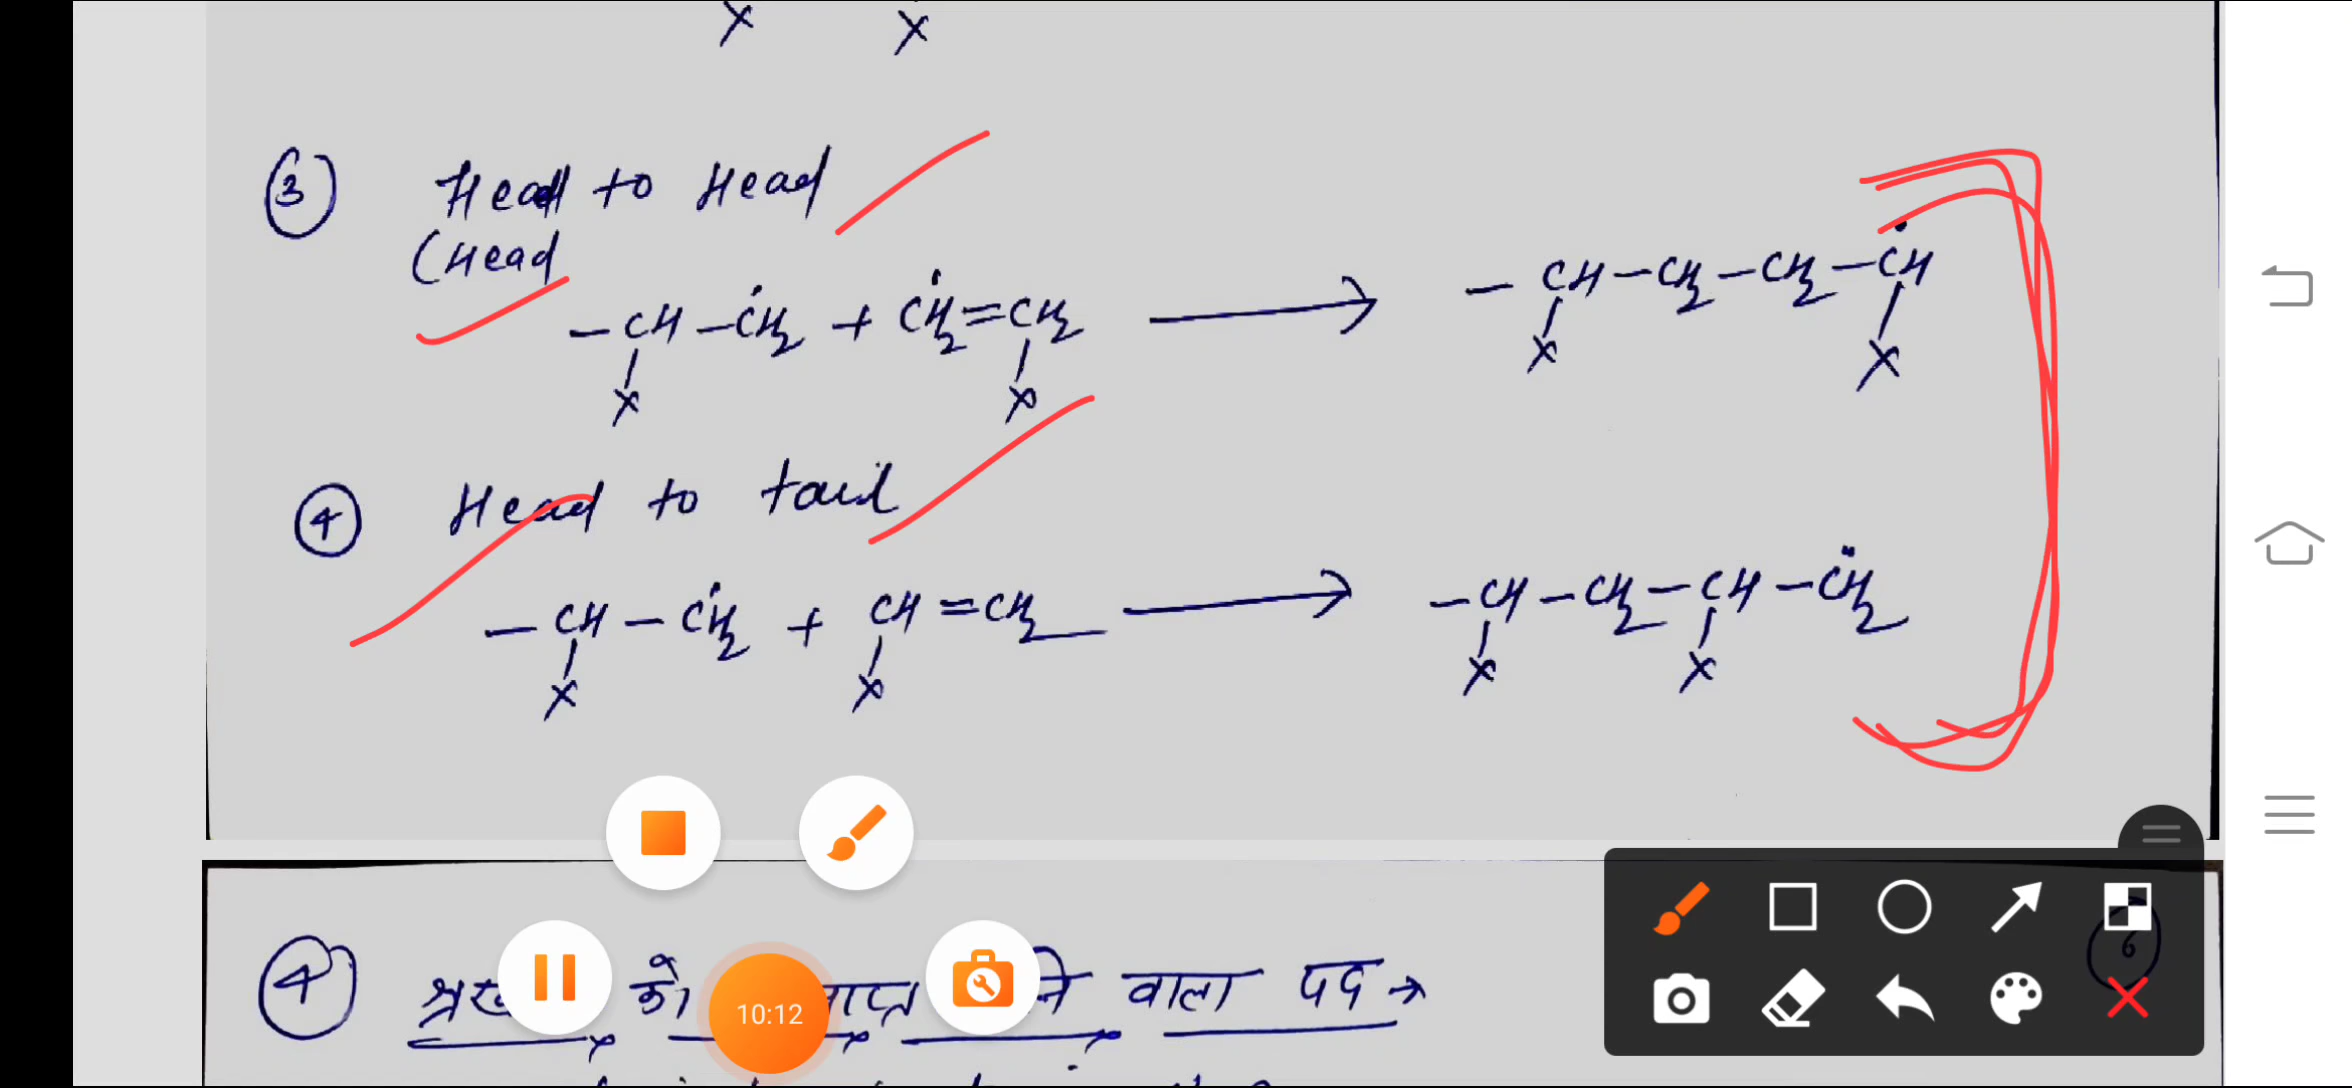 X X
③ Head to Head
(Head
–CH–ĊH₂ + ĊH₂=CH₂ ⟶ –CH–CH₂–CH₂–ĊH
X X X X
④ Head to tail
–CH–ĊH₂ + CH=CH₂ ⟶ –CH–CH₂–CH–C̈H₂
X X X X
6
④ को वाला पद →
10:12